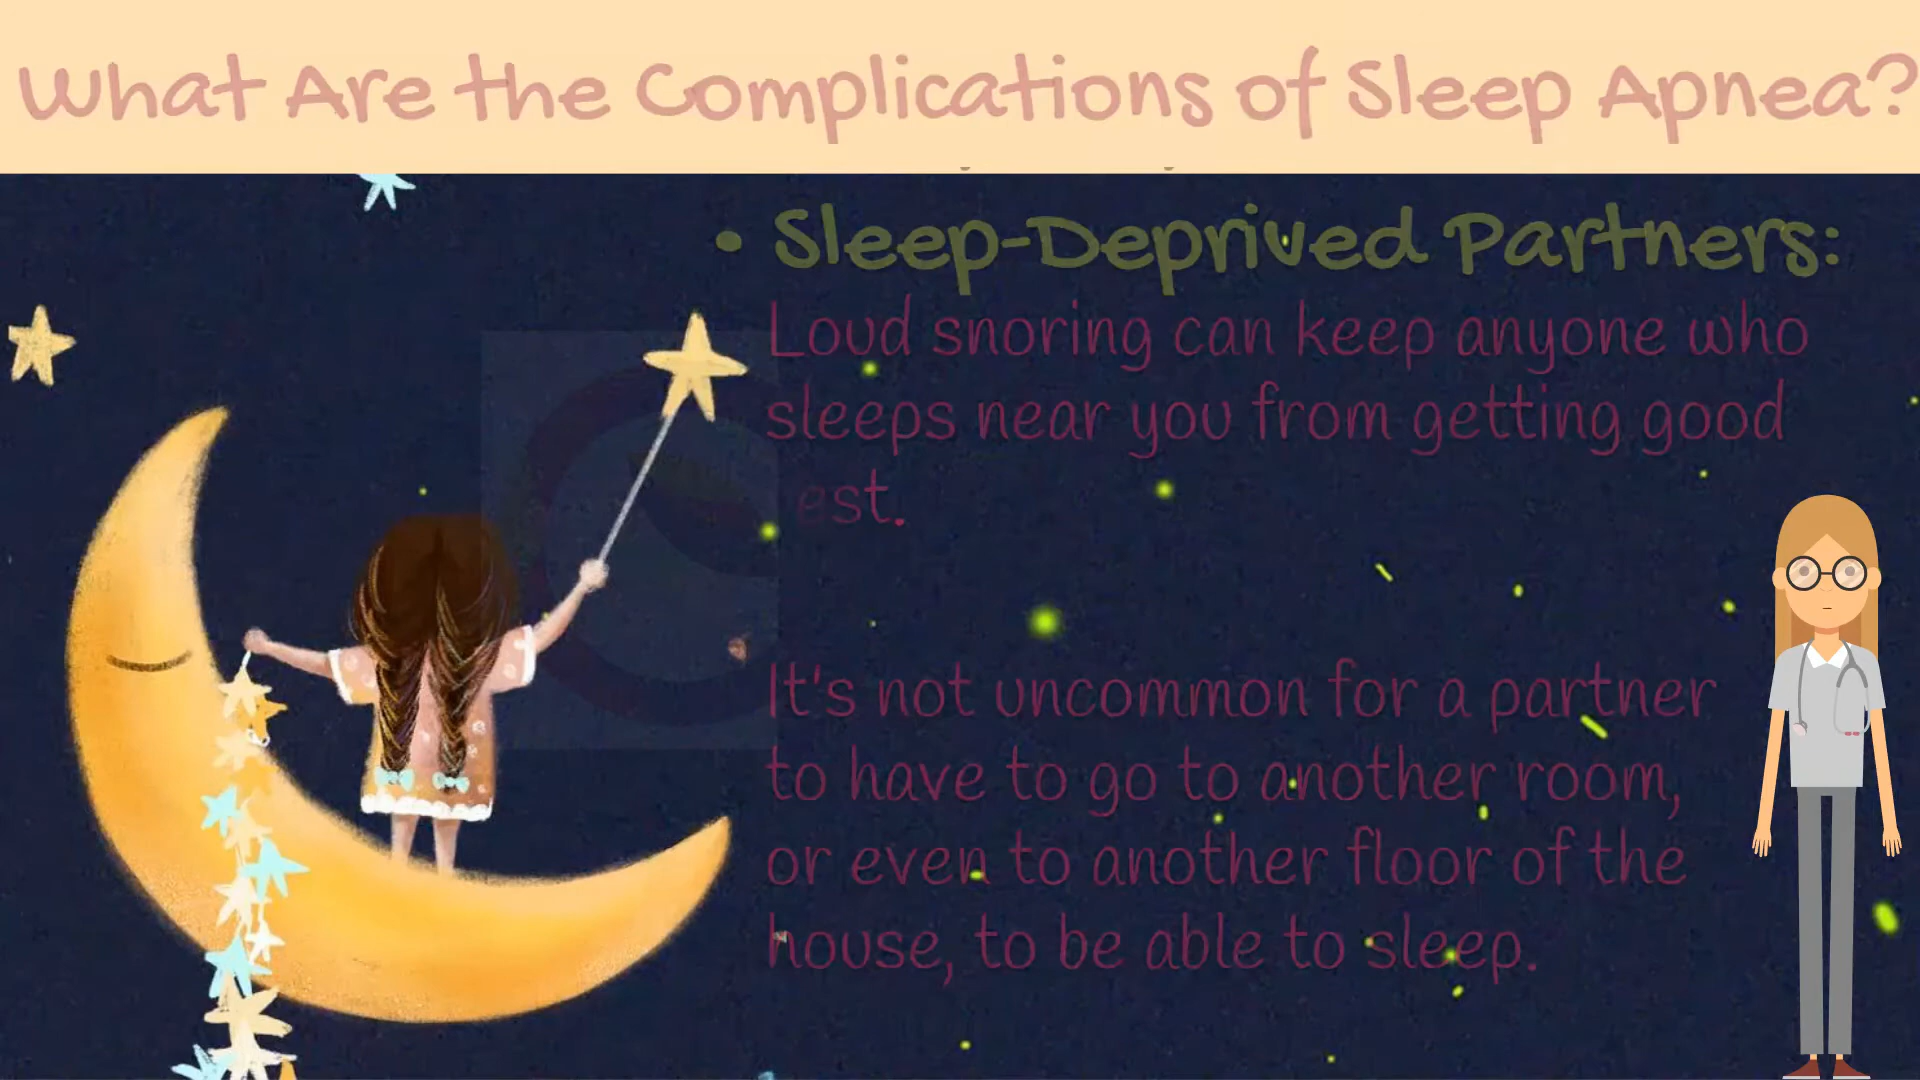 What Are the Complications of Sleep Apnea?
• Sleep-Deprived Partners:
Loud snoring can keep anyone who
sleeps near you from getting good
est.
It's not uncommon for a partner
to have to go to another room,
or even to another floor of the
house, to be able to sleep.